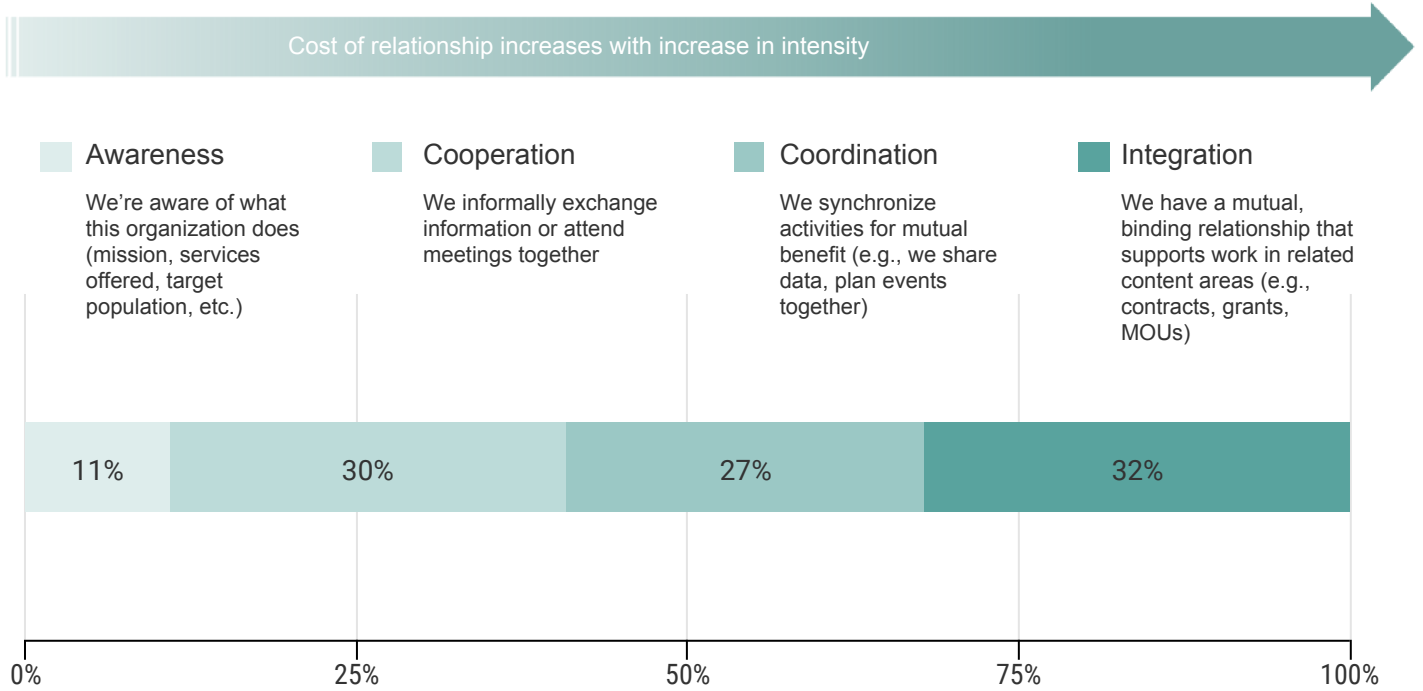 Cost of relationship increases with increase in intensity
Awareness
We’re aware of what
this organization does
(mission, services
offered, target
population, etc.)
Cooperation
We informally exchange
information or attend
meetings together
Coordination
We synchronize
activities for mutual
benefit (e.g., we share
data, plan events
together)
Integration
We have a mutual,
binding relationship that
supports work in related
content areas (e.g.,
contracts, grants,
MOUs)
11% 30% 27% 32%
0% 25% 50% 75% 100%